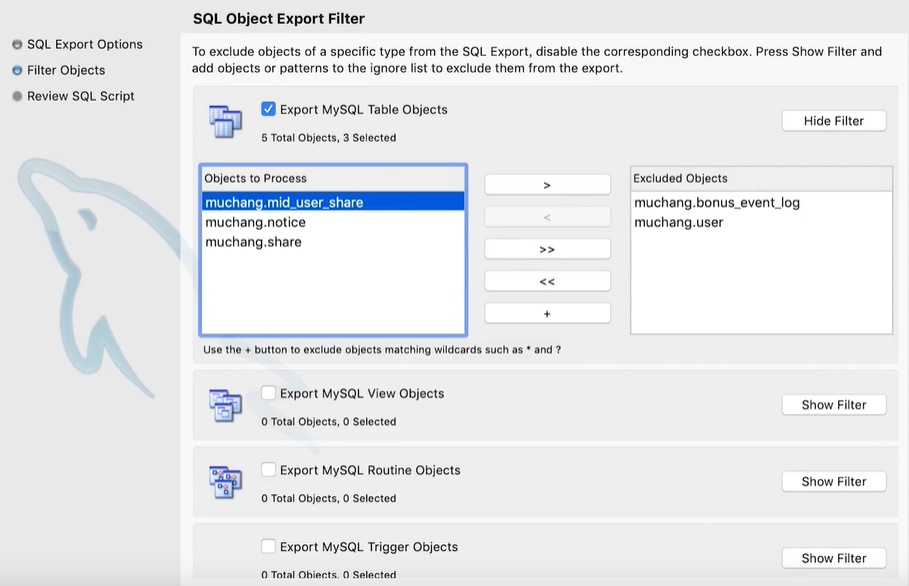 SQL Object Export Filter
SQL Export Options
Filter Objects
Review SQL Script
To exclude objects of a specific type from the SQL Export, disable the corresponding checkbox. Press Show Filter and
add objects or patterns to the ignore list to exclude them from the export.
Export MySQL Table Objects
5 Total Objects, 3 Selected
Hide Filter
Objects to Process
muchang.mid_user_share
muchang.notice
muchang.share
>
<
>>
<<
+
Excluded Objects
muchang.bonus_event_log
muchang.user
Use the + button to exclude objects matching wildcards such as * and ?
Export MySQL View Objects
0 Total Objects, 0 Selected
Show Filter
Export MySQL Routine Objects
0 Total Objects, 0 Selected
Show Filter
Export MySQL Trigger Objects
0 Total Objects, 0 Selected
Show Filter